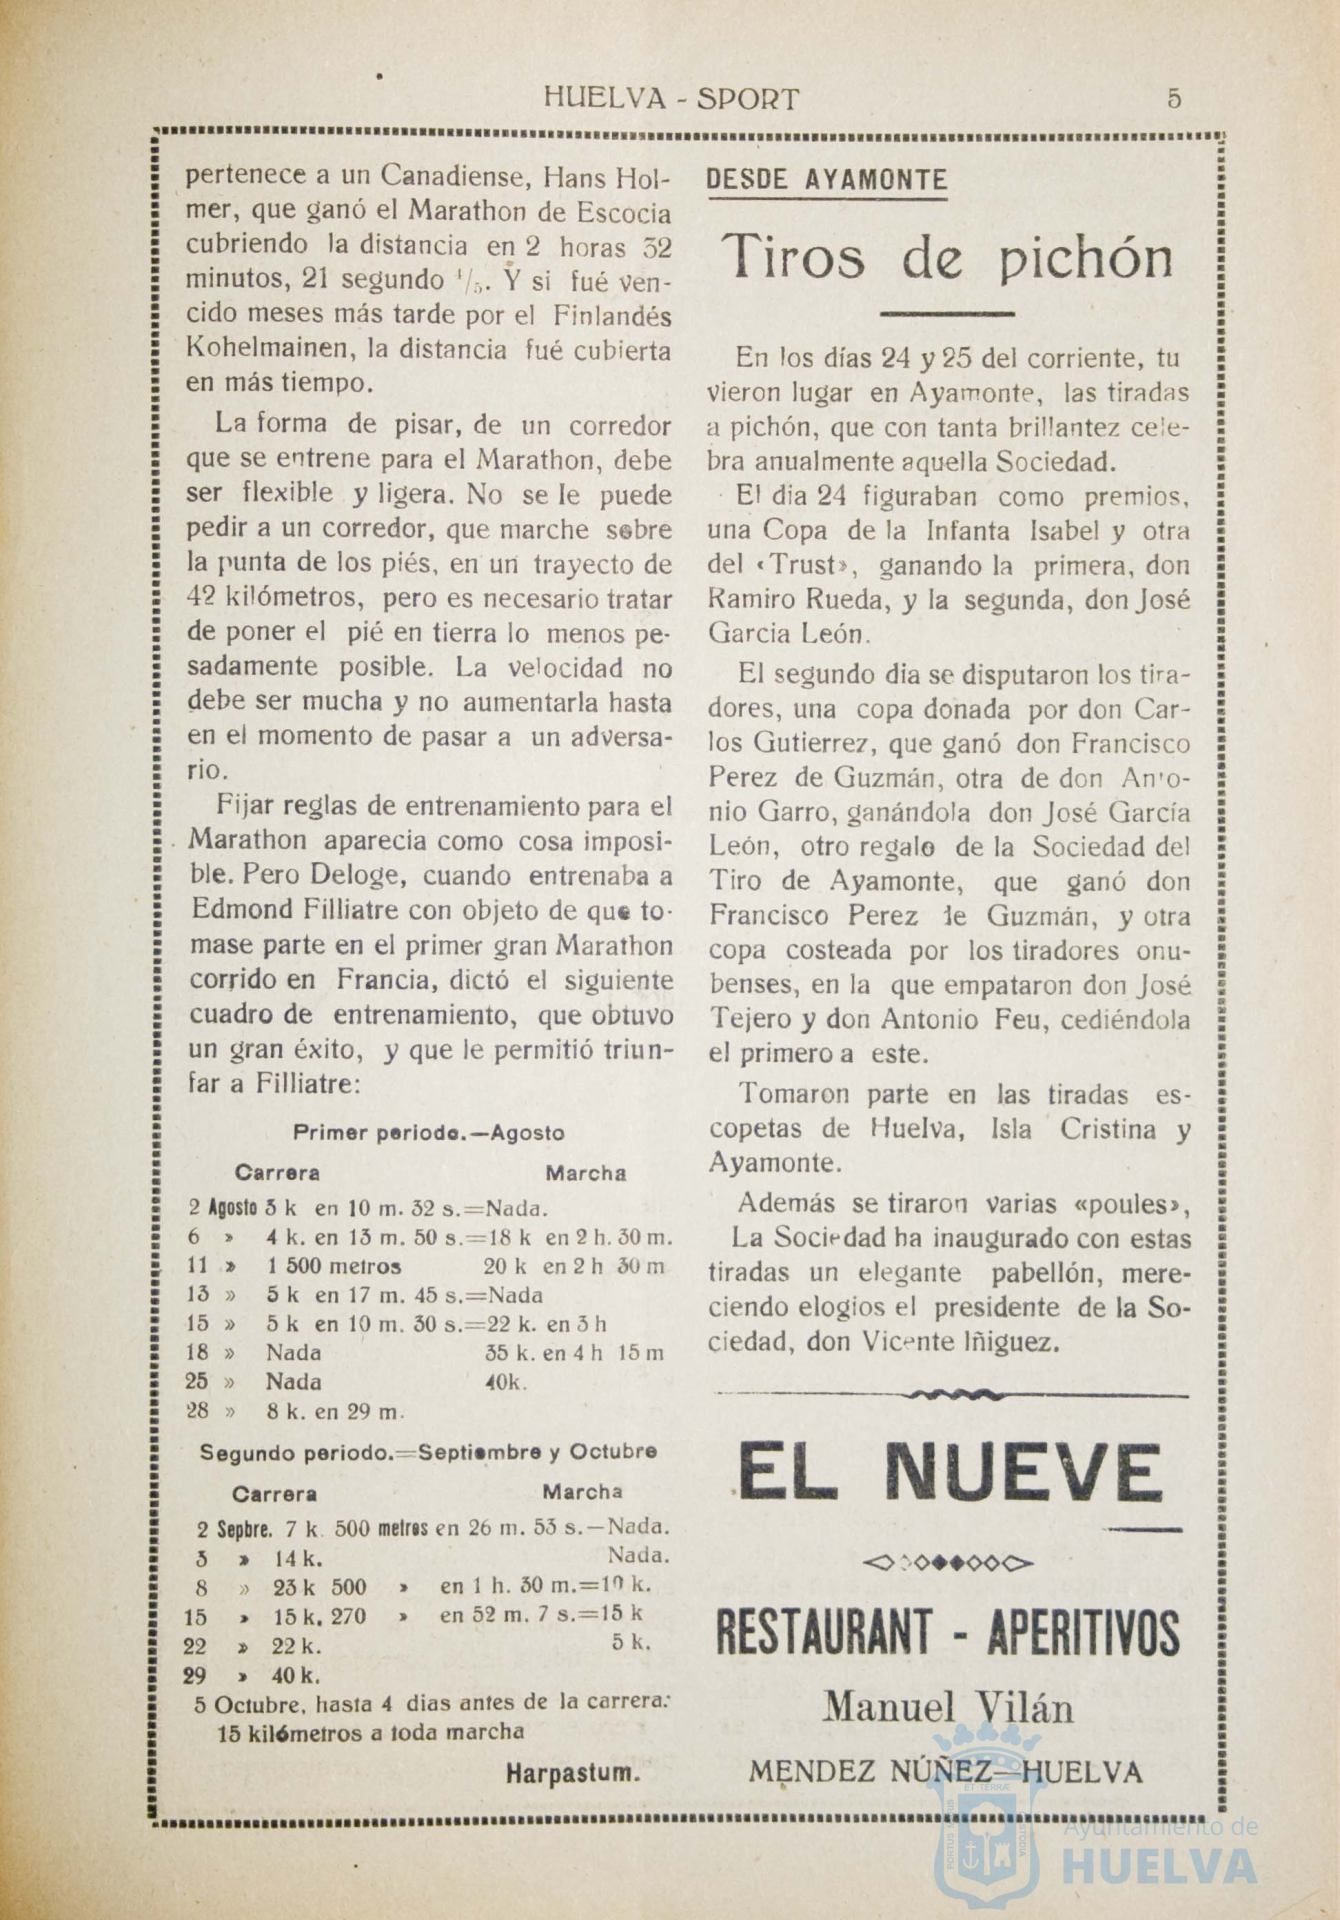 HUELVA - SPORT
5
pertenece a un Canadiense, Hans Hol-
mer, que ganó el Marathon de Escocia
cubriendo la distancia en 2 horas 32
minutos, 21 segundo 1/5. Y si fué ven-
cido meses más tarde por el Finlandés
Kohelmainen, la distancia fué cubierta
en más tiempo.
La forma de pisar, de un corredor
que se entrene para el Marathon, debe
ser flexible y ligera. No se le puede
pedir a un corredor, que marche sobre
la punta de los piés, en un trayecto de
42 kilómetros, pero es necesario tratar
de poner el pié en tierra lo menos pe-
sadamente posible. La velocidad no
debe ser mucha y no aumentarla hasta
en el momento de pasar a un adversa-
rio.
Fijar reglas de entrenamiento para el
Marathon aparecia como cosa imposi-
ble. Pero Deloge, cuando entrenaba a
Edmond Filliatre con objeto de que to-
mase parte en el primer gran Marathon
corrido en Francia, dictó el siguiente
cuadro de entrenamiento, que obtuvo
un gran éxito, y que le permitió triun-
far a Filliatre:
Primer periodo.—Agosto
Carrera Marcha
2 Agosto 3 k en 10 m. 32 s.=Nada.
6 » 4 k. en 13 m. 50 s.=18 k en 2 h. 30 m.
11 » 1 500 metros 20 k en 2 h 30 m
13 » 5 k en 17 m. 45 s.=Nada
15 » 5 k en 10 m. 30 s.=22 k. en 3 h
18 » Nada 35 k. en 4 h 15 m
25 » Nada 40k.
28 » 8 k. en 29 m.
Segundo periodo.=Septiembre y Octubre
Carrera Marcha
2 Sepbre. 7 k. 500 metros en 26 m. 53 s.—Nada.
3 » 14 k. Nada.
8 » 23 k 500 » en 1 h. 30 m.=10 k.
15 » 15 k. 270 » en 52 m. 7 s.=15 k
22 » 22 k. 5 k.
29 » 40 k.
5 Octubre, hasta 4 dias antes de la carrera:
15 kilómetros a toda marcha
Harpastum.
DESDE AYAMONTE
Tiros de pichón
En los días 24 y 25 del corriente, tu
vieron lugar en Ayamonte, las tiradas
a pichón, que con tanta brillantez cele-
bra anualmente aquella Sociedad.
El dia 24 figuraban como premios,
una Copa de la Infanta Isabel y otra
del «Trust», ganando la primera, don
Ramiro Rueda, y la segunda, don José
Garcia León.
El segundo dia se disputaron los tira-
dores, una copa donada por don Car-
los Gutierrez, que ganó don Francisco
Perez de Guzmán, otra de don Anto-
nio Garro, ganándola don José García
León, otro regalo de la Sociedad del
Tiro de Ayamonte, que ganó don
Francisco Perez de Guzmán, y otra
copa costeada por los tiradores onu-
benses, en la que empataron don José
Tejero y don Antonio Feu, cediéndola
el primero a este.
Tomaron parte en las tiradas es-
copetas de Huelva, Isla Cristina y
Ayamonte.
Además se tiraron varias «poules»,
La Sociedad ha inaugurado con estas
tiradas un elegante pabellón, mere-
ciendo elogios el presidente de la So-
ciedad, don Vicente Iñiguez.
EL NUEVE
RESTAURANT - APERITIVOS
Manuel Vilán
MENDEZ NÚÑEZ—HUELVA
PORTUS MARIS ET TERRÆ CUSTODIA
Ayuntamiento de
HUELVA